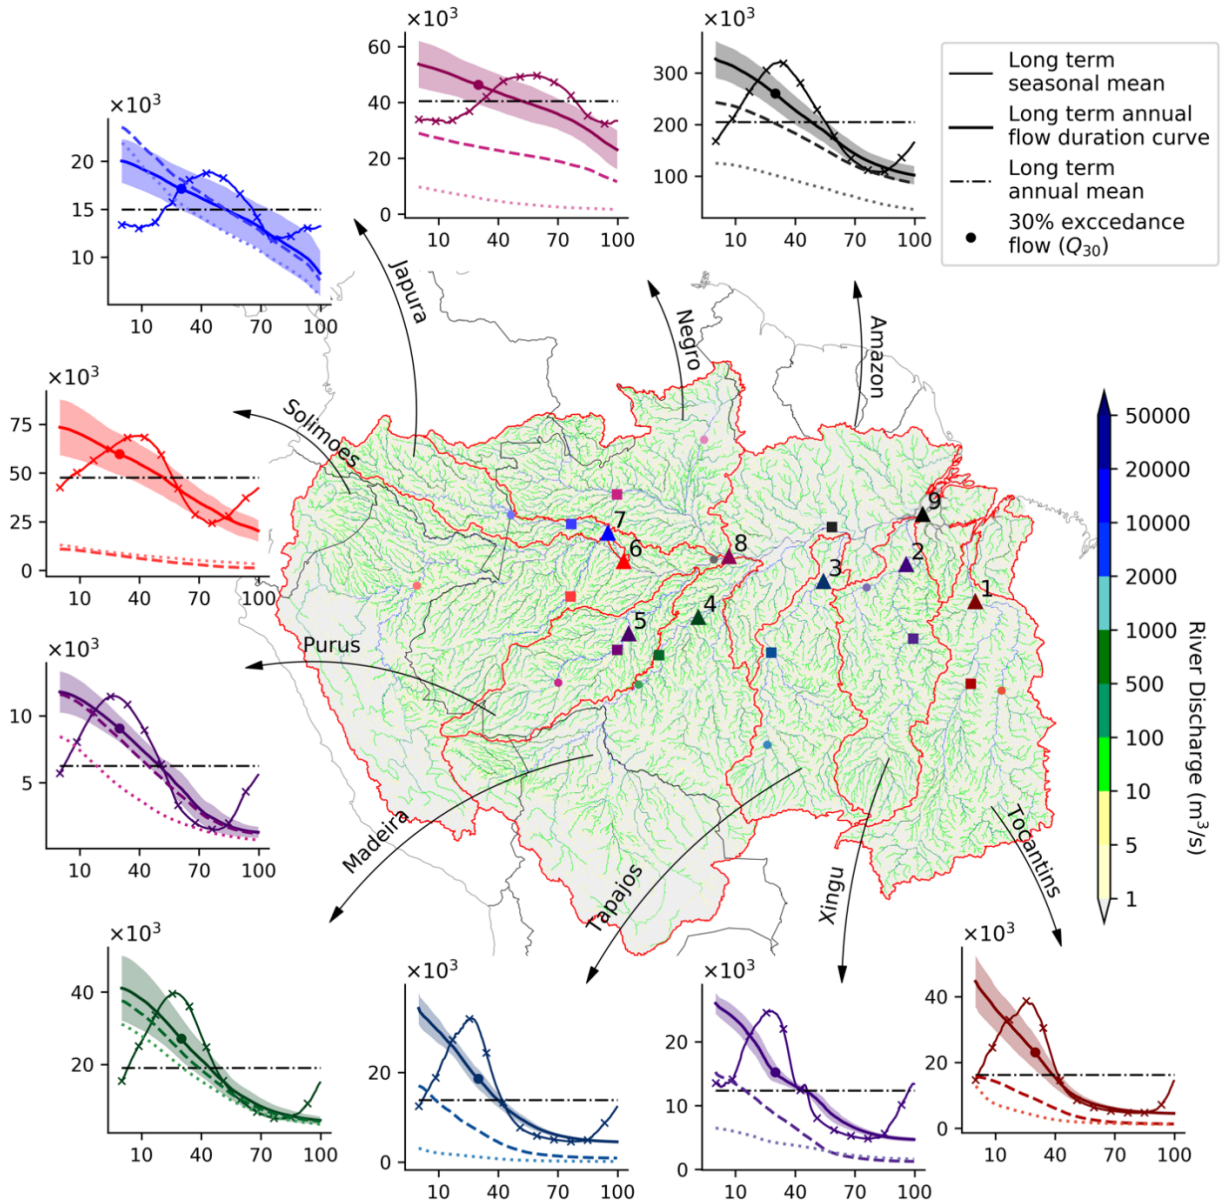 ×10³
60
40
20
0
10 40 70 100
×10³
300
200
100
10 40 70 100
Long term
seasonal mean
Long term annual
flow duration curve
Long term
annual mean
30% exccedance
flow (Q₃₀)
×10³
20
15
10
10 40 70 100
Japura
Negro
Amazon
×10³
75
50
25
0
10 40 70 100
Solimoes
9
7
8
6
2
3
1
4
5
50000
20000
10000
2000
1000
500
100
10
5
1
River Discharge (m³/s)
×10³
10
5
10 40 70 100
Purus
Madeira
Tapajos
Xingu
Tocantins
×10³
40
20
10 40 70 100
×10³
20
0
10 40 70 100
×10³
20
10
0
10 40 70 100
×10³
40
20
0
10 40 70 100